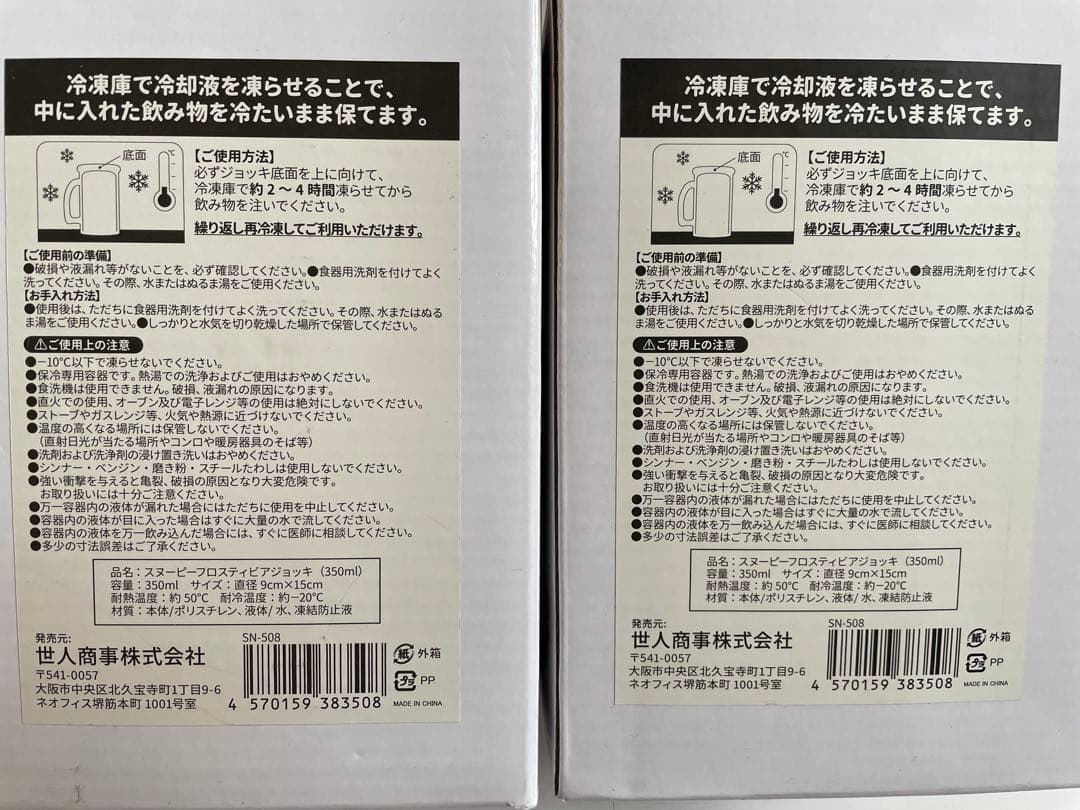 冷凍庫で冷却液を凍らせることで、
中に入れた飲み物を冷たいまま保てます。
底面
℃
【ご使用方法】
必ずジョッキ底面を上に向けて、
冷凍庫で約2〜4時間凍らせてから
飲み物を注いでください。
繰り返し再冷凍してご利用いただけます。
【ご使用前の準備】
●破損や液漏れ等がないことを、必ず確認してください。●食器用洗剤を付けてよく
洗ってください。その際、水またはぬるま湯をご使用ください。
【お手入れ方法】
●使用後は、ただちに食器用洗剤を付けてよく洗ってください。その際、水またはぬる
ま湯をご使用ください。●しっかりと水気を切り乾燥した場所で保管してください。
⚠ご使用上の注意
●−10℃以下で凍らせないでください。
●保冷専用容器です。熱湯での洗浄およびご使用はおやめください。
●食洗機は使用できません。破損、液漏れの原因になります。
●直火での使用、オーブン及び電子レンジ等の使用は絶対にしないでください。
●ストーブやガスレンジ等、火気や熱源に近づけないでください。
●温度の高くなる場所には保管しないでください。
（直射日光が当たる場所やコンロや暖房器具のそば等）
●洗剤および洗浄剤の浸け置き洗いはおやめください。
●シンナー・ベンジン・磨き粉・スチールたわしは使用しないでください。
●強い衝撃を与えると亀裂、破損の原因となり大変危険です。
お取り扱いには十分ご注意ください。
●万一容器内の液体が漏れた場合にはただちに使用を中止してください。
●容器内の液体が目に入った場合はすぐに大量の水で流してください。
●容器内の液体を万一飲み込んだ場合には、すぐに医師に相談してください。
●多少の寸法誤差はご了承ください。
品名：スヌーピーフロスティビアジョッキ（350ml）
容量：350ml サイズ：直径 9cm×15cm
耐熱温度：約 50℃ 耐冷温度：約−20℃
材質：本体/ポリスチレン、液体/ 水、凍結防止液
発売元:
世人商事株式会社
〒541-0057
大阪市中央区北久宝寺町1丁目9-6
ネオフィス堺筋本町 1001号室
SN-508
4 570159 383508
紙 外箱
プラ PP
MADE IN CHINA
冷凍庫で冷却液を凍らせることで、
中に入れた飲み物を冷たいまま保てます。
底面
℃
【ご使用方法】
必ずジョッキ底面を上に向けて、
冷凍庫で約2〜4時間凍らせてから
飲み物を注いでください。
繰り返し再冷凍してご利用いただけます。
【ご使用前の準備】
●破損や液漏れ等がないことを、必ず確認してください。●食器用洗剤を付けてよく
洗ってください。その際、水またはぬるま湯をご使用ください。
【お手入れ方法】
●使用後は、ただちに食器用洗剤を付けてよく洗ってください。その際、水またはぬる
ま湯をご使用ください。●しっかりと水気を切り乾燥した場所で保管してください。
⚠ご使用上の注意
●−10℃以下で凍らせないでください。
●保冷専用容器です。熱湯での洗浄およびご使用はおやめください。
●食洗機は使用できません。破損、液漏れの原因になります。
●直火での使用、オーブン及び電子レンジ等の使用は絶対にしないでください。
●ストーブやガスレンジ等、火気や熱源に近づけないでください。
●温度の高くなる場所には保管しないでください。
（直射日光が当たる場所やコンロや暖房器具のそば等）
●洗剤および洗浄剤の浸け置き洗いはおやめください。
●シンナー・ベンジン・磨き粉・スチールたわしは使用しないでください。
●強い衝撃を与えると亀裂、破損の原因となり大変危険です。
お取り扱いには十分ご注意ください。
●万一容器内の液体が漏れた場合にはただちに使用を中止してください。
●容器内の液体が目に入った場合はすぐに大量の水で流してください。
●容器内の液体を万一飲み込んだ場合には、すぐに医師に相談してください。
●多少の寸法誤差はご了承ください。
品名：スヌーピーフロスティビアジョッキ（350ml）
容量：350ml サイズ：直径 9cm×15cm
耐熱温度：約 50℃ 耐冷温度：約−20℃
材質：本体/ポリスチレン、液体/ 水、凍結防止液
発売元:
世人商事株式会社
〒541-0057
大阪市中央区北久宝寺町1丁目9-6
ネオフィス堺筋本町 1001号室
SN-508
4 570159 383508
紙 外箱
プラ PP
MADE IN CHINA